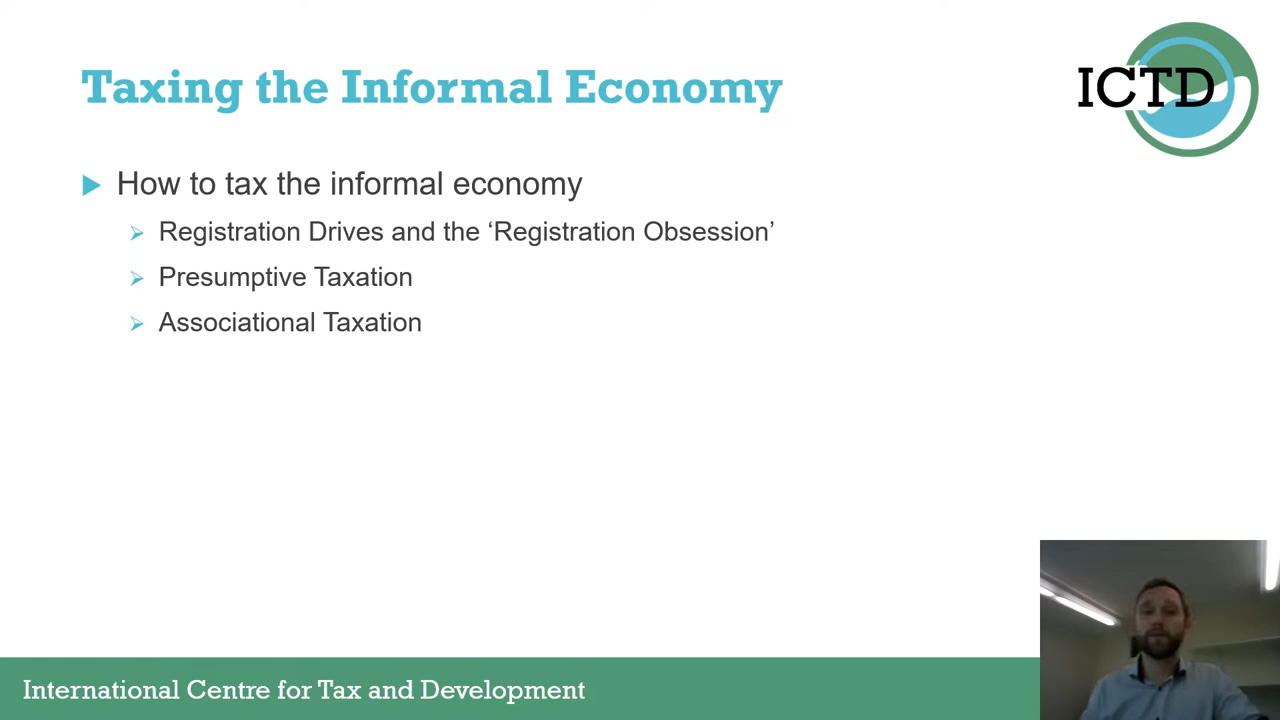 Taxing the Informal Economy
ICTD
How to tax the informal economy
Registration Drives and the ‘Registration Obsession’
Presumptive Taxation
Associational Taxation
International Centre for Tax and Development